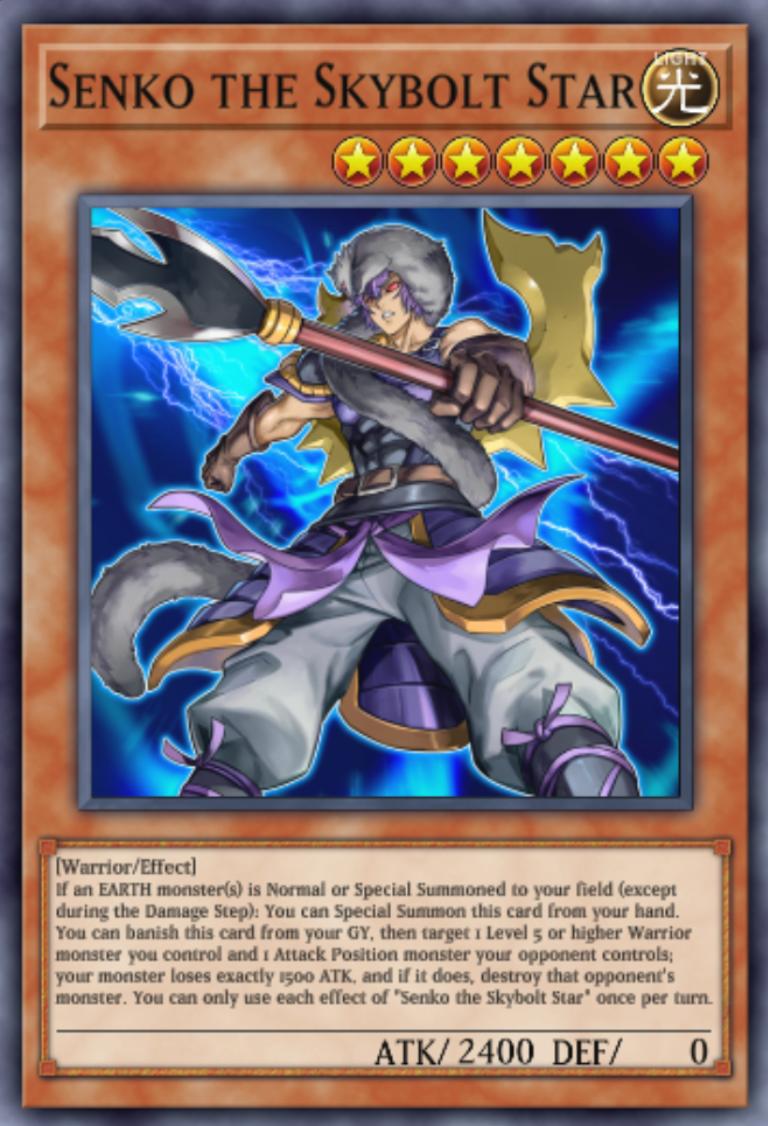 Senko the Skybolt Star
LIGHT
光
[Warrior/Effect]
If an EARTH monster(s) is Normal or Special Summoned to your field (except
during the Damage Step): You can Special Summon this card from your hand.
You can banish this card from your GY, then target 1 Level 5 or higher Warrior
monster you control and 1 Attack Position monster your opponent controls;
your monster loses exactly 1500 ATK, and if it does, destroy that opponent's
monster. You can only use each effect of "Senko the Skybolt Star" once per turn.
ATK/ 2400 DEF/ 0